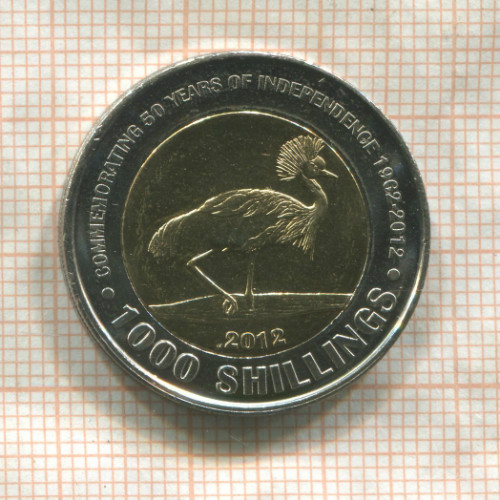 COMMEMORATING 50 YEARS OF INDEPENDENCE 1962-2012
.2012
1000 SHILLINGS